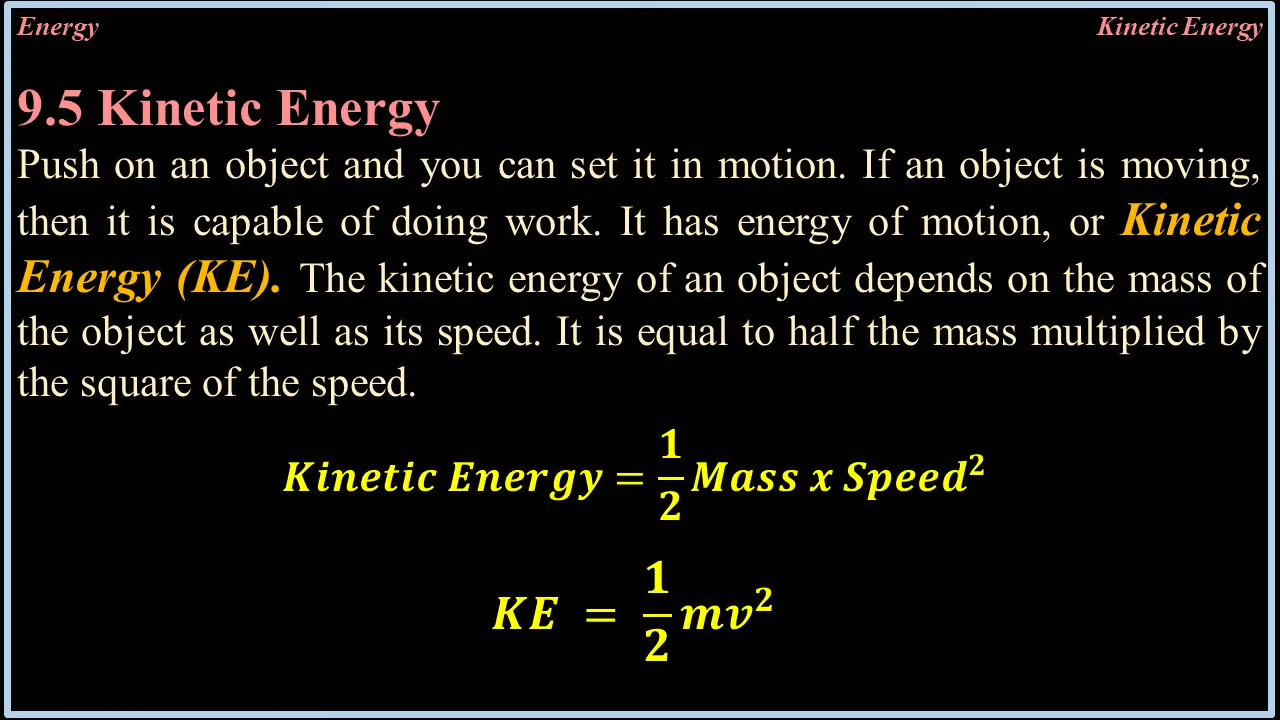 Energy
Kinetic Energy
9.5 Kinetic Energy
Push on an object and you can set it in motion. If an object is moving,
then it is capable of doing work. It has energy of motion, or Kinetic
Energy (KE). The kinetic energy of an object depends on the mass of
the object as well as its speed. It is equal to half the mass multiplied by
the square of the speed.
Kinetic Energy = 1/2 Mass x Speed²
KE = 1/2 mv²